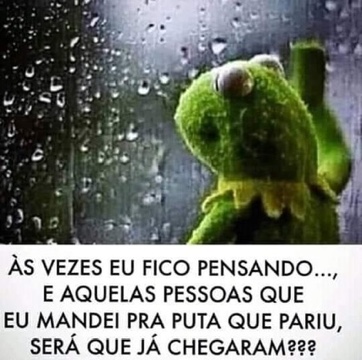 ÀS VEZES EU FICO PENSANDO...,
E AQUELAS PESSOAS QUE
EU MANDEI PRA PUTA QUE PARIU,
SERÁ QUE JÁ CHEGARAM???